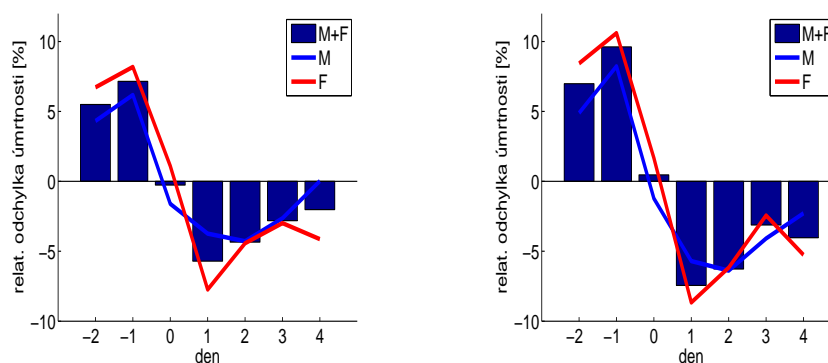 relat. odchylka úmrtnosti [%]
10
5
0
−5
−10
M+F
M
F
−2 −1 0 1 2 3 4
den
relat. odchylka úmrtnosti [%]
10
5
0
−5
−10
M+F
M
F
−2 −1 0 1 2 3 4
den